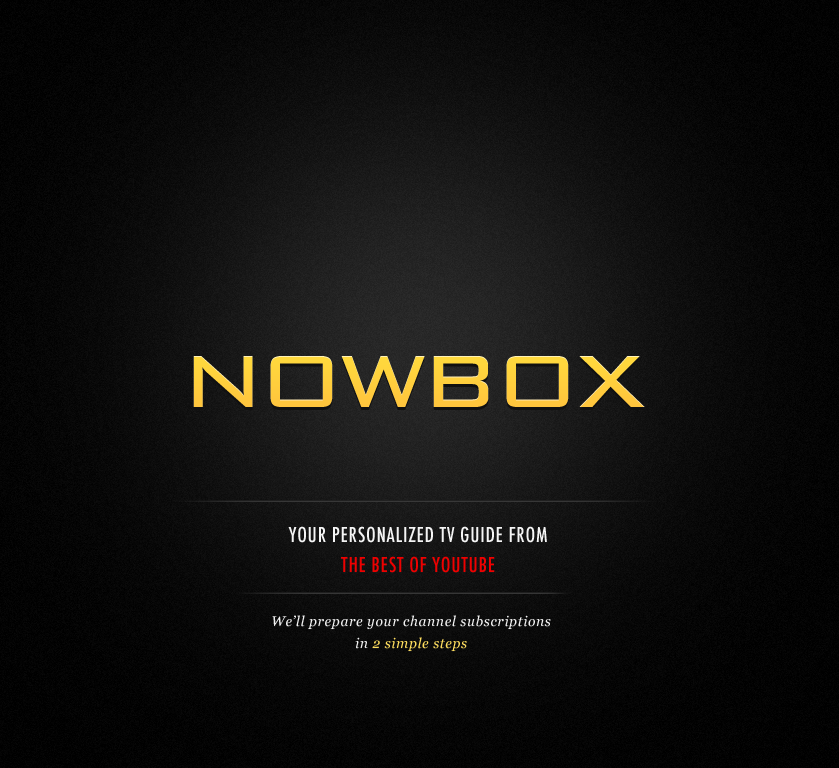 NOWBOX
YOUR PERSONALIZED TV GUIDE FROM
THE BEST OF YOUTUBE
We'll prepare your channel subscriptions
in 2 simple steps